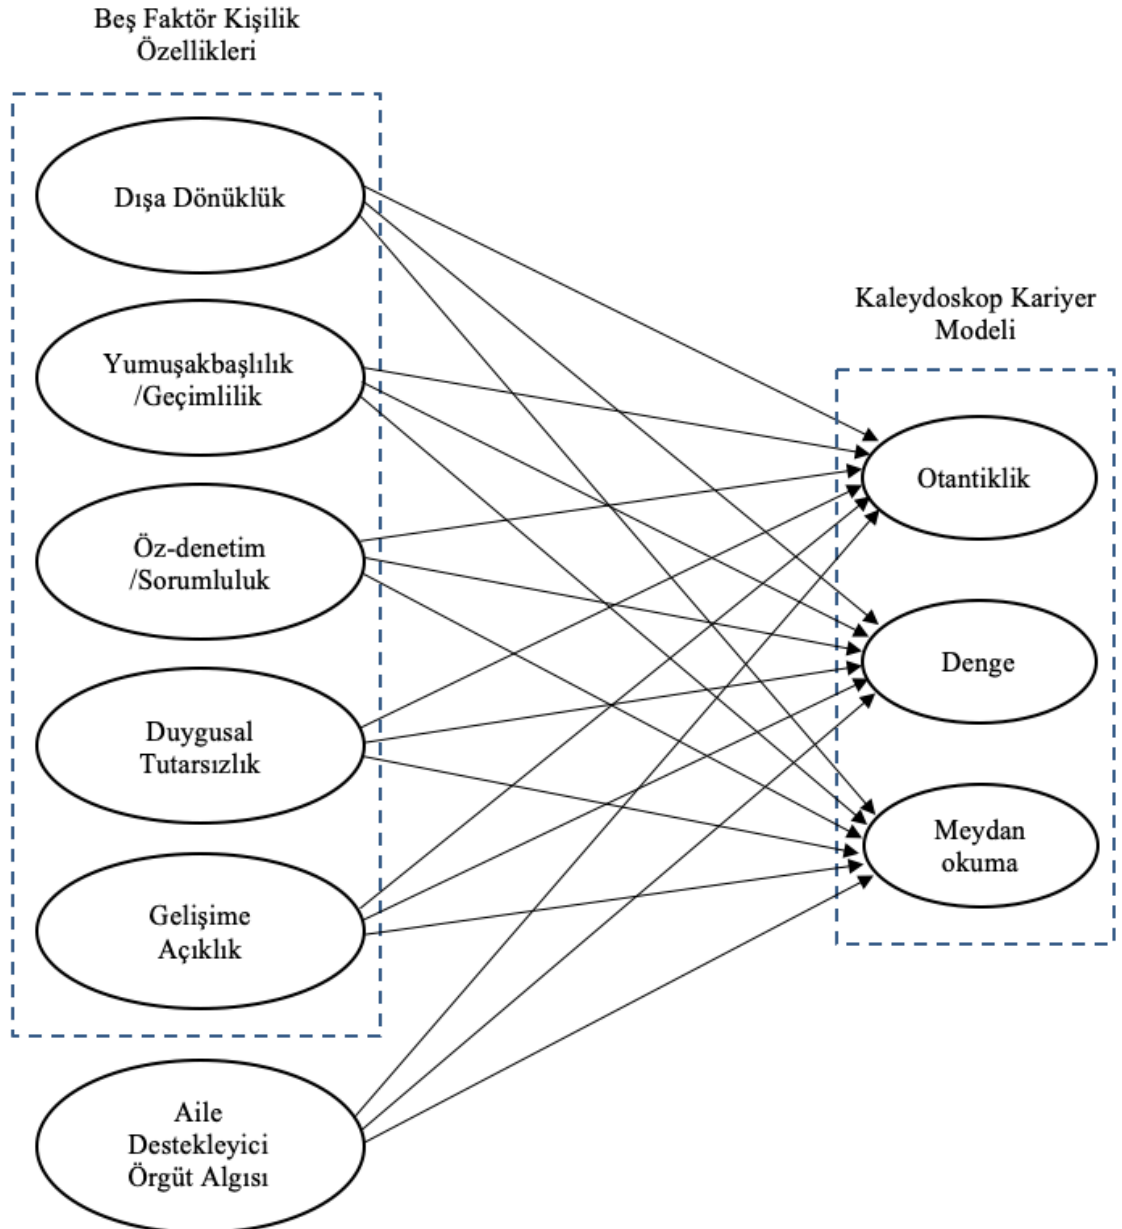 Beş Faktör Kişilik
Özellikleri
Dışa Dönüklük
Yumuşakbaşlılık
/Geçimlilik
Öz-denetim
/Sorumluluk
Duygusal
Tutarsızlık
Gelişime
Açıklık
Aile
Destekleyici
Örgüt Algısı
Kaleydoskop Kariyer
Modeli
Otantiklik
Denge
Meydan
okuma